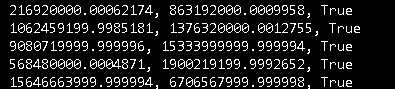 216920000.00062174, 863192000.0009958, True
1062459199.9985181, 1376320000.0012755, True
9080719999.999996, 15333999999.999994, True
568480000.0004871, 1900219199.9992652, True
15646663999.999994, 6706567999.999998, True